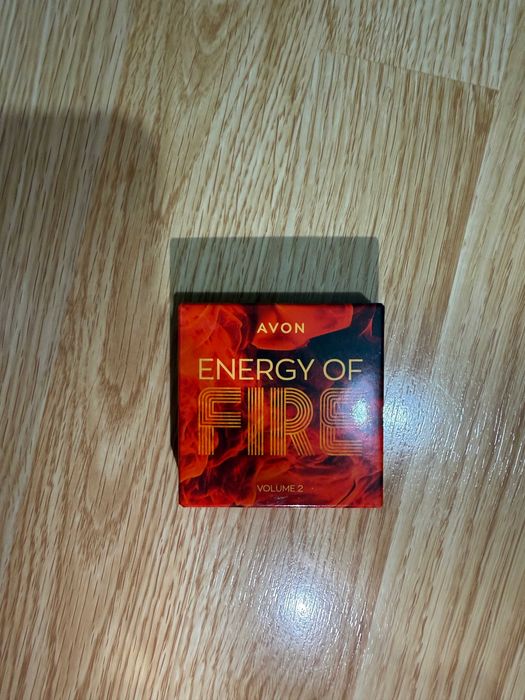 AVON
ENERGY OF
FIRE
VOLUME 2